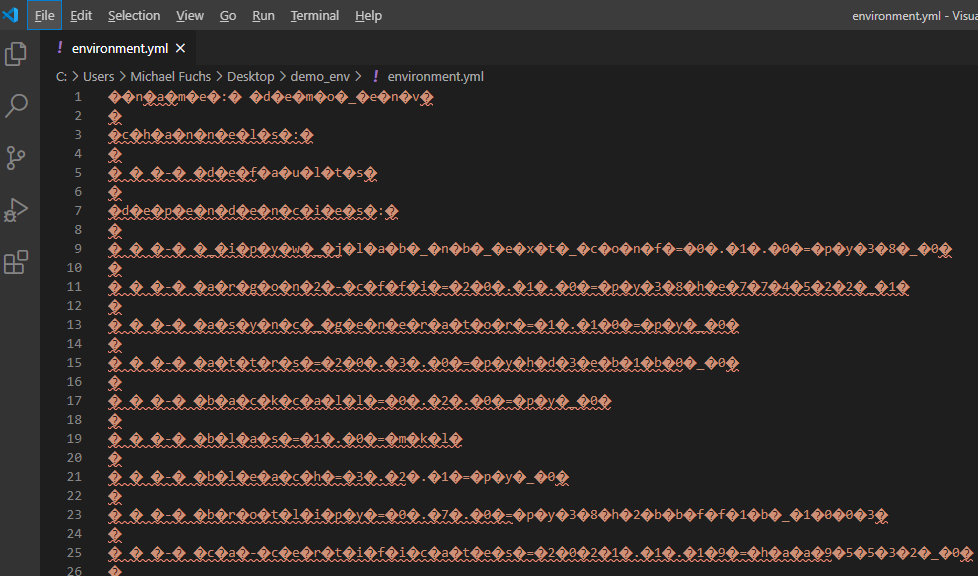 File Edit Selection View Go Run Terminal Help environment.yml - Visua
! environment.yml ×
C: > Users > Michael Fuchs > Desktop > demo_env > ! environment.yml
1 ��n�a�m�e�:� �d�e�m�o�_�e�n�v�
2 �
3 �c�h�a�n�n�e�l�s�:�
4 �
5 � � �-� �d�e�f�a�u�l�t�s�
6 �
7 �d�e�p�e�n�d�e�n�c�i�e�s�:�
8 �
9 � � �-� �_�i�p�y�w�_�j�l�a�b�_�n�b�_�e�x�t�_�c�o�n�f�=�0�.�1�.�0�=�p�y�3�8�_�0�
10 �
11 � � �-� �a�r�g�o�n�2�-�c�f�f�i�=�2�0�.�1�.�0�=�p�y�3�8�h�e�7�7�4�5�2�2�_�1�
12 �
13 � � �-� �a�s�y�n�c�_�g�e�n�e�r�a�t�o�r�=�1�.�1�0�=�p�y�_�0�
14 �
15 � � �-� �a�t�t�r�s�=�2�0�.�3�.�0�=�p�y�h�d�3�e�b�1�b�0�_�0�
16 �
17 � � �-� �b�a�c�k�c�a�l�l�=�0�.�2�.�0�=�p�y�_�0�
18 �
19 � � �-� �b�l�a�s�=�1�.�0�=�m�k�l�
20 �
21 � � �-� �b�l�e�a�c�h�=�3�.�2�.�1�=�p�y�_�0�
22 �
23 � � �-� �b�r�o�t�l�i�p�y�=�0�.�7�.�0�=�p�y�3�8�h�2�b�b�f�f�1�b�_�1�0�0�3�
24 �
25 � � �-� �c�a�-�c�e�r�t�i�f�i�c�a�t�e�s�=�2�0�2�1�.�1�.�1�9�=�h�a�a�9�5�5�3�2�_�0�
26 �